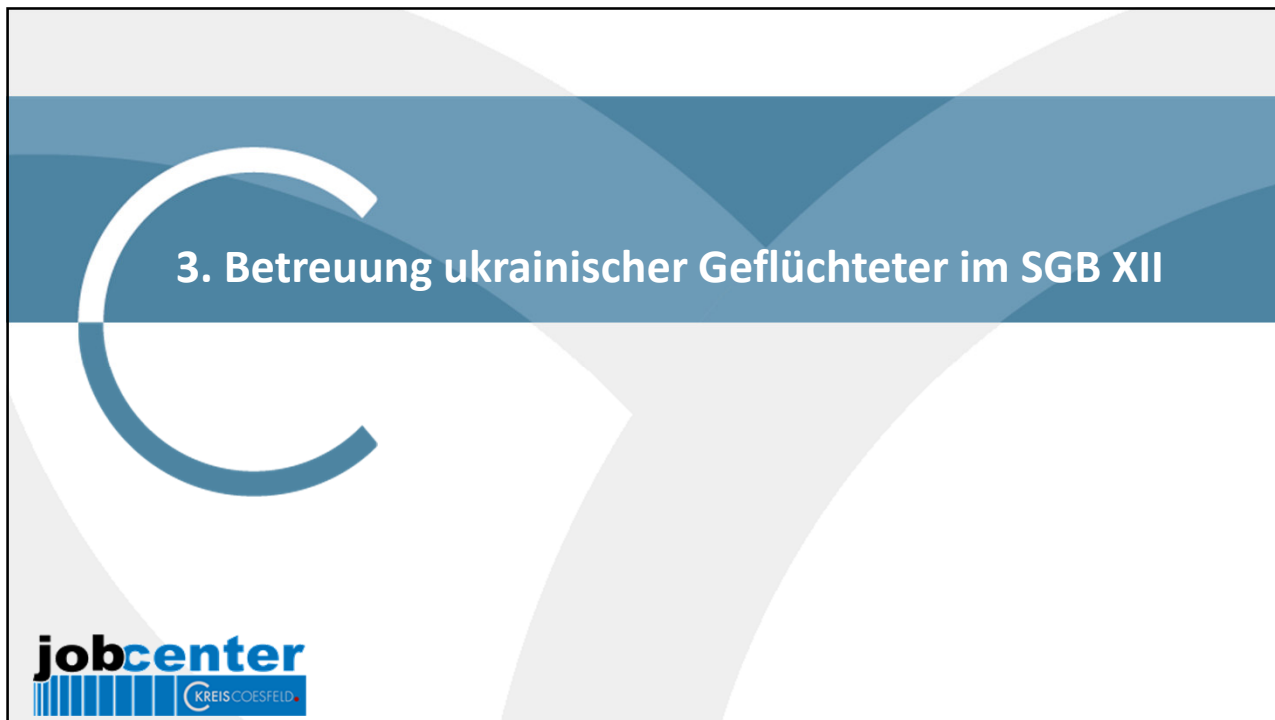 3. Betreuung ukrainischer Geflüchteter im SGB XII
jobcenter
KREIS COESFELD